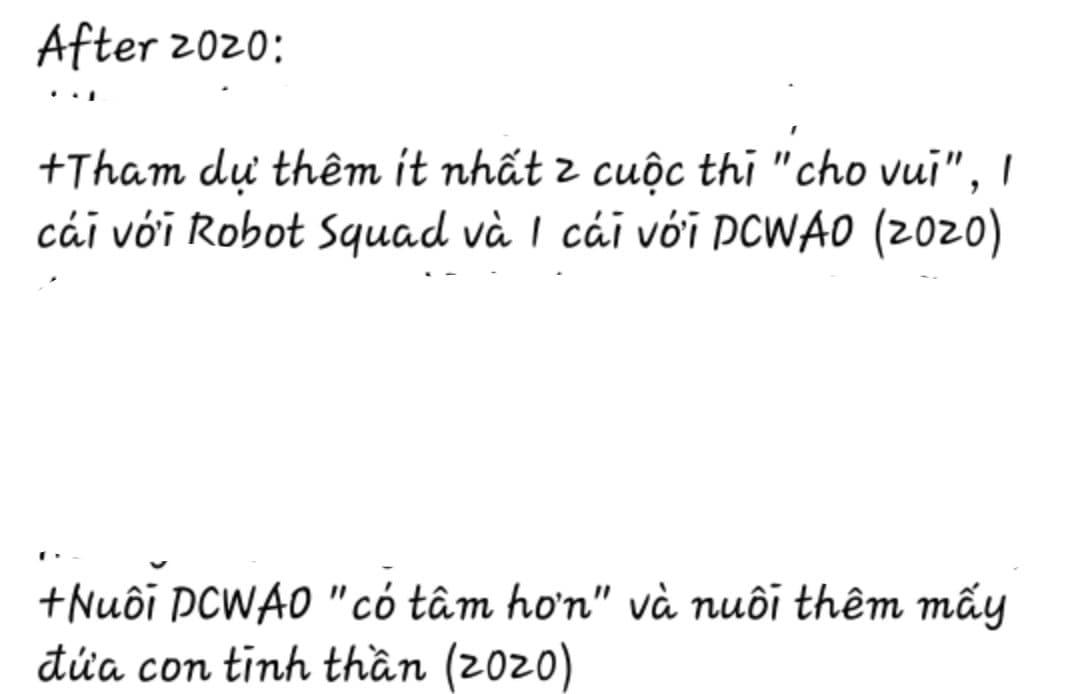 After 2020:
+Tham dự thêm ít nhất 2 cuộc thi "cho vui", 1
cái với Robot Squad và 1 cái với DCWAO (2020)
+Nuôi DCWAO "có tâm hơn" và nuôi thêm mấy
đứa con tinh thần (2020)